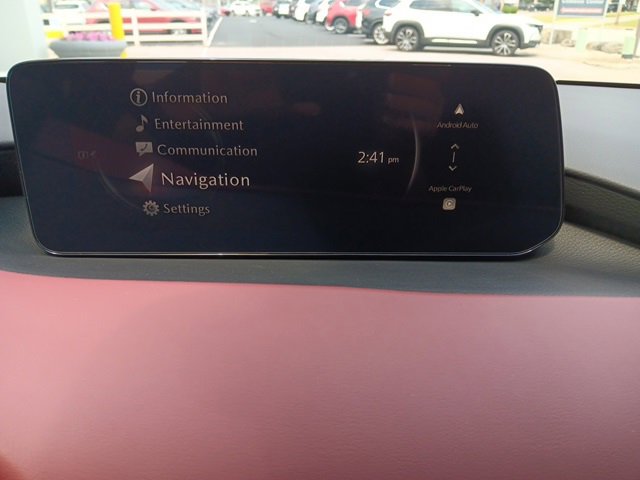 Information
Entertainment
Communication
Navigation
Settings
2:41 pm
Android Auto
Apple CarPlay